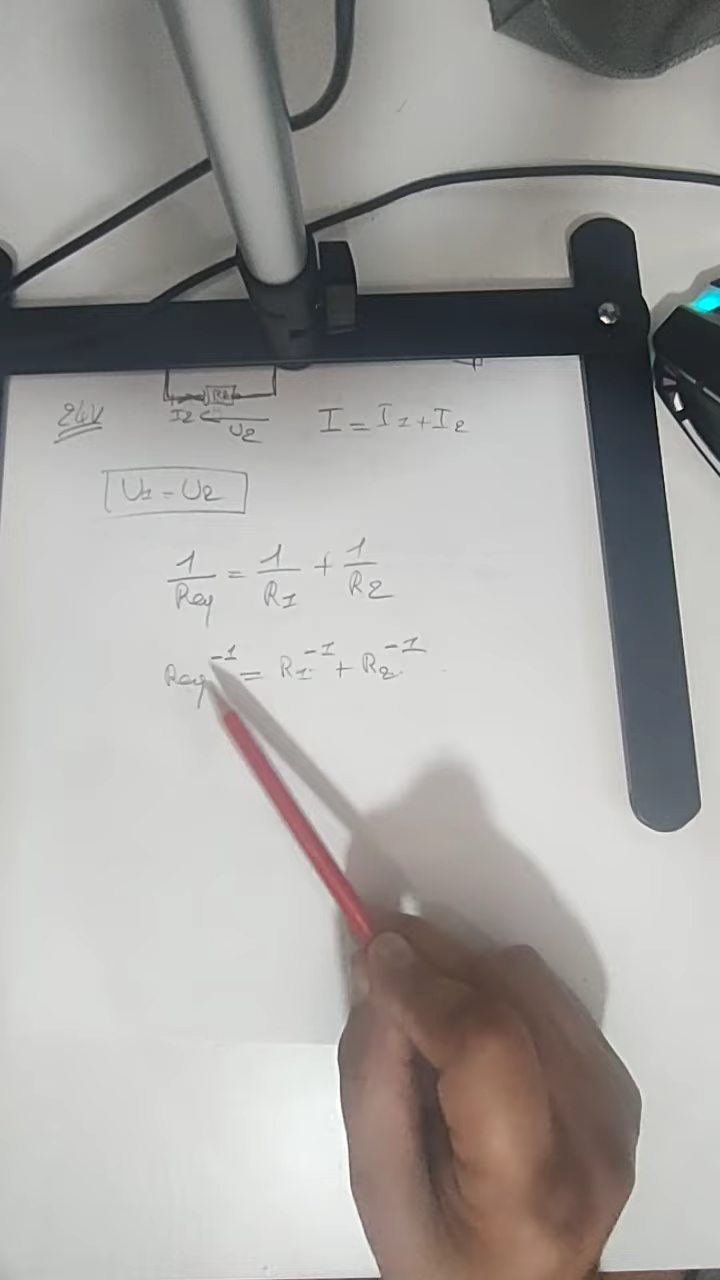 R2
24V
I2
U2
I = I1 + I2
U1 = U2
1/Req = 1/R1 + 1/R2
Req^-1 = R1^-1 + R2^-1